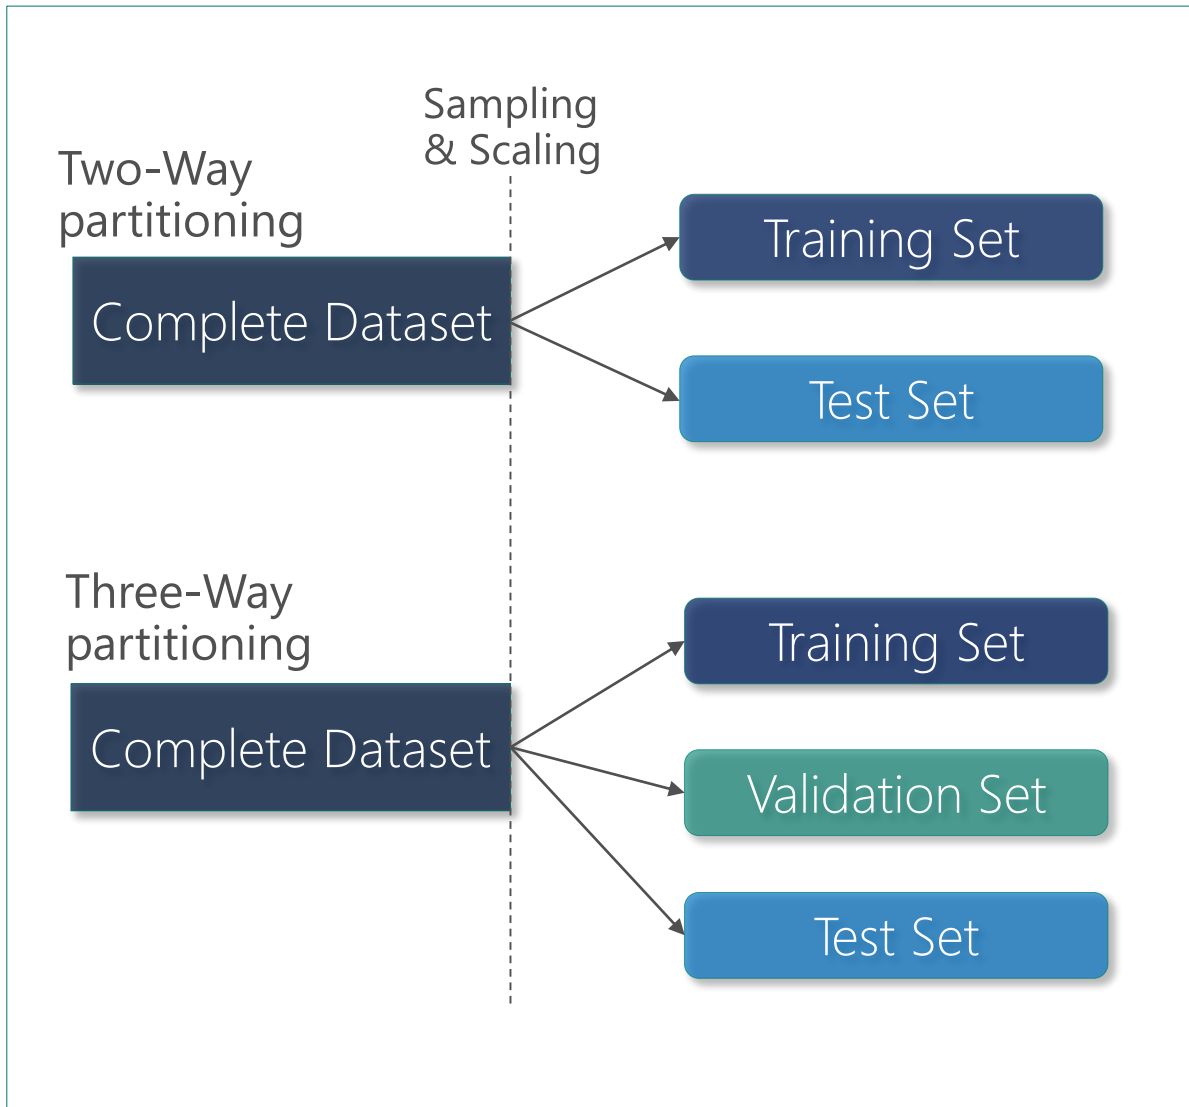 Sampling
& Scaling
Two-Way
partitioning
Training Set
Complete Dataset
Test Set
Three-Way
partitioning
Training Set
Complete Dataset
Validation Set
Test Set